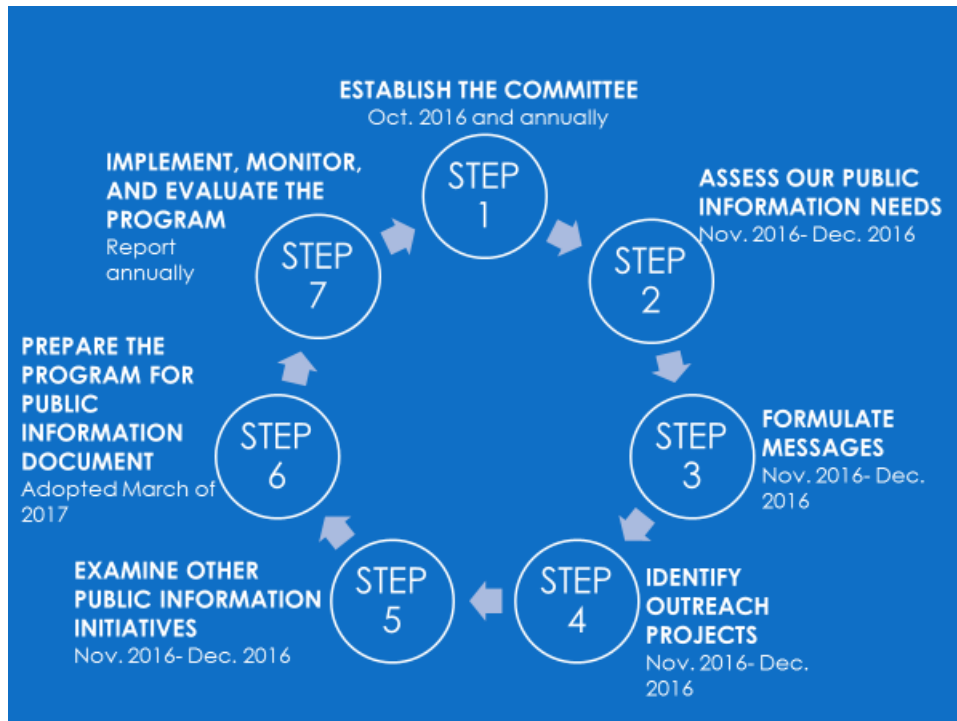 ESTABLISH THE COMMITTEE
Oct. 2016 and annually
STEP
1
ASSESS OUR PUBLIC
INFORMATION NEEDS
Nov. 2016- Dec. 2016
STEP
2
FORMULATE
MESSAGES
Nov. 2016- Dec.
2016
STEP
3
IDENTIFY
OUTREACH
PROJECTS
Nov. 2016- Dec.
2016
STEP
4
EXAMINE OTHER
PUBLIC INFORMATION
INITIATIVES
Nov. 2016- Dec. 2016
STEP
5
PREPARE THE
PROGRAM FOR
PUBLIC
INFORMATION
DOCUMENT
Adopted March of
2017
STEP
6
IMPLEMENT, MONITOR,
AND EVALUATE THE
PROGRAM
Report
annually
STEP
7